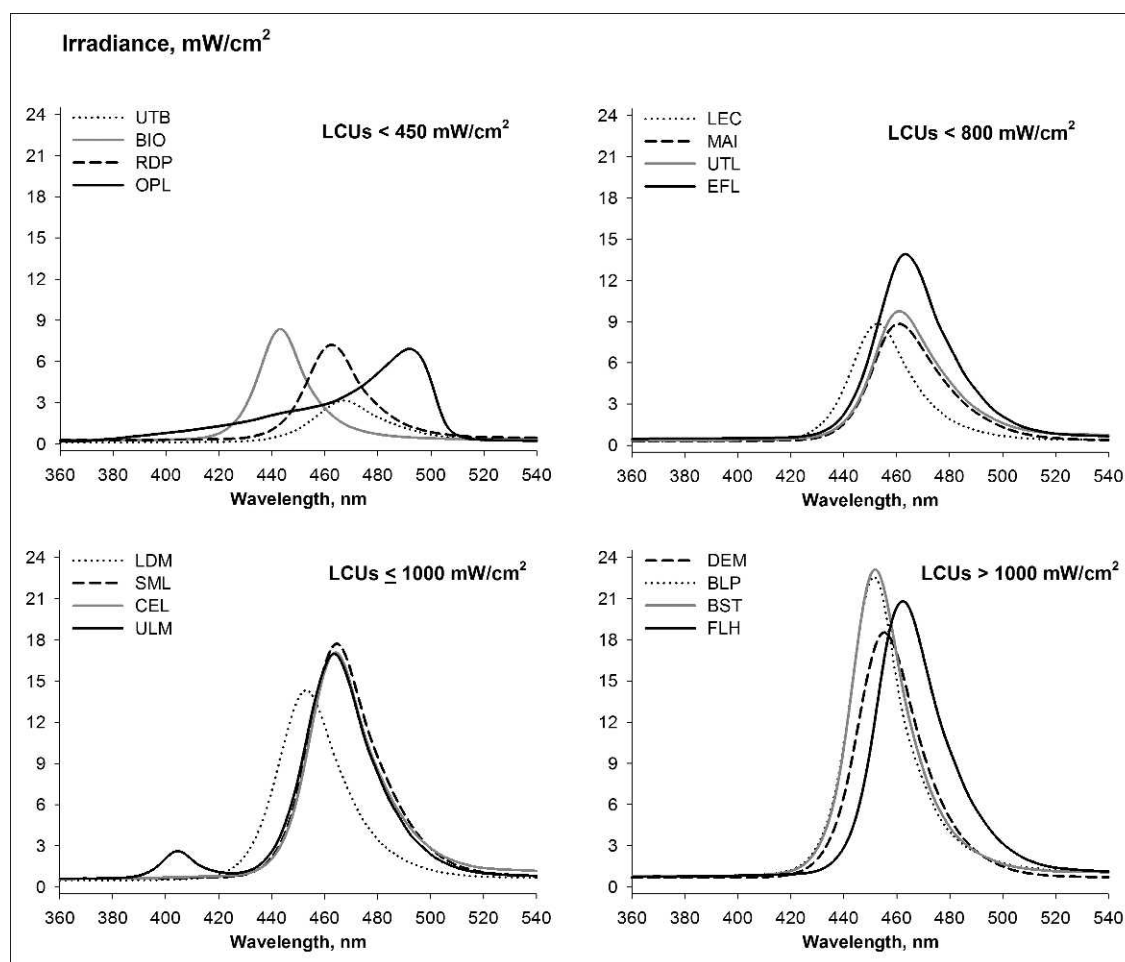 Irradiance, mW/cm²
24
21
18
15
12
9
6
3
0
UTB
BIO
RDP
OPL
LCUs < 450 mW/cm²
360 380 400 420 440 460 480 500 520 540
Wavelength, nm
24
21
18
15
12
9
6
3
0
LEC
MAI
UTL
EFL
LCUs < 800 mW/cm²
360 380 400 420 440 460 480 500 520 540
Wavelength, nm
24
21
18
15
12
9
6
3
0
LDM
SML
CEL
ULM
LCUs ≤ 1000 mW/cm²
360 380 400 420 440 460 480 500 520 540
Wavelength, nm
24
21
18
15
12
9
6
3
0
DEM
BLP
BST
FLH
LCUs > 1000 mW/cm²
360 380 400 420 440 460 480 500 520 540
Wavelength, nm